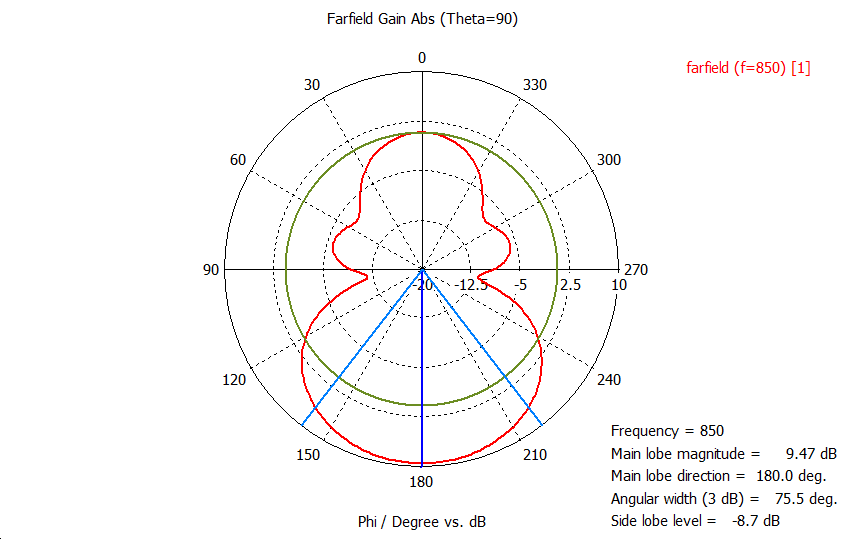 Farfield Gain Abs (Theta=90)
farfield (f=850) [1]
0
30
330
60
300
90
-20
-12.5
-5
2.5
10
270
120
240
150
210
180
Frequency = 850
Main lobe magnitude = 9.47 dB
Main lobe direction = 180.0 deg.
Angular width (3 dB) = 75.5 deg.
Side lobe level = -8.7 dB
Phi / Degree vs. dB